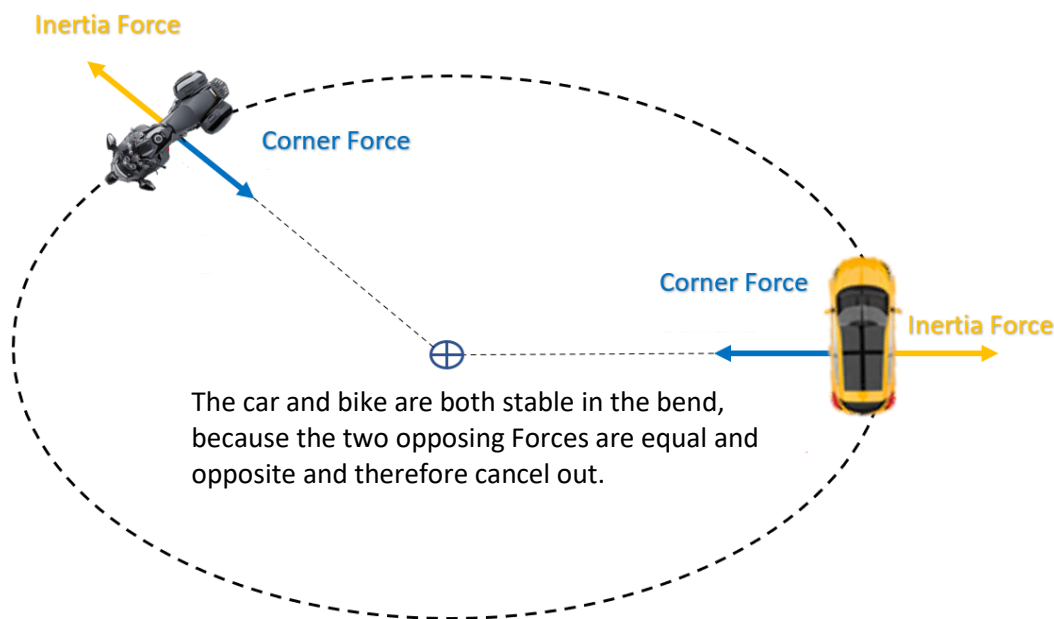 Inertia Force
Corner Force
Corner Force
Inertia Force
The car and bike are both stable in the bend,
because the two opposing Forces are equal and
opposite and therefore cancel out.